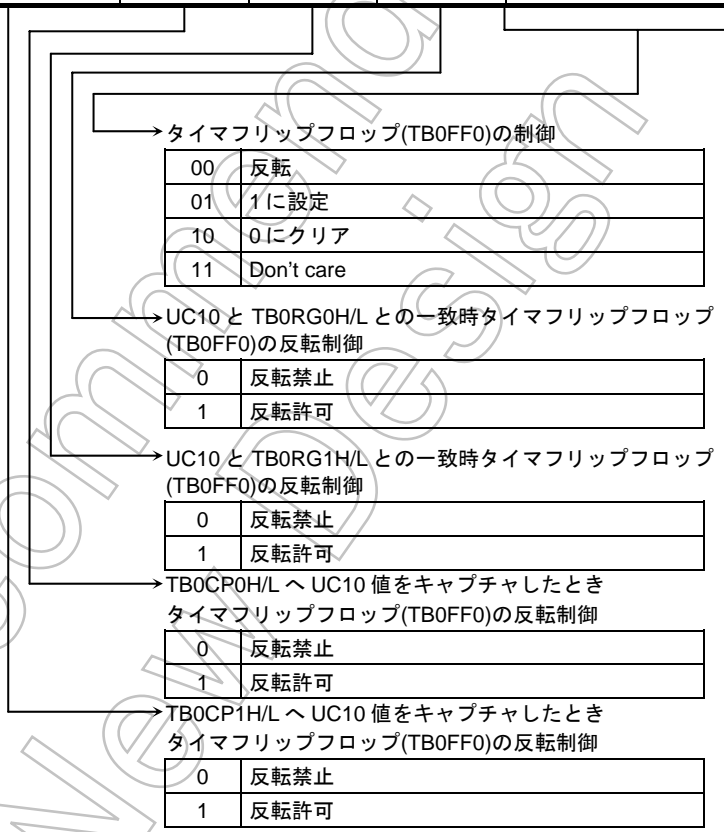 タイマフリップフロップ(TB0FF0)の制御
00 反転
01 1に設定
10 0にクリア
11 Don't care
UC10 と TB0RG0H/L との一致時タイマフリップフロップ
(TB0FF0)の反転制御
0 反転禁止
1 反転許可
UC10 と TB0RG1H/L との一致時タイマフリップフロップ
(TB0FF0)の反転制御
0 反転禁止
1 反転許可
TB0CP0H/L へ UC10 値をキャプチャしたとき
タイマフリップフロップ(TB0FF0)の反転制御
0 反転禁止
1 反転許可
TB0CP1H/L へ UC10 値をキャプチャしたとき
タイマフリップフロップ(TB0FF0)の反転制御
0 反転禁止
1 反転許可
New Design